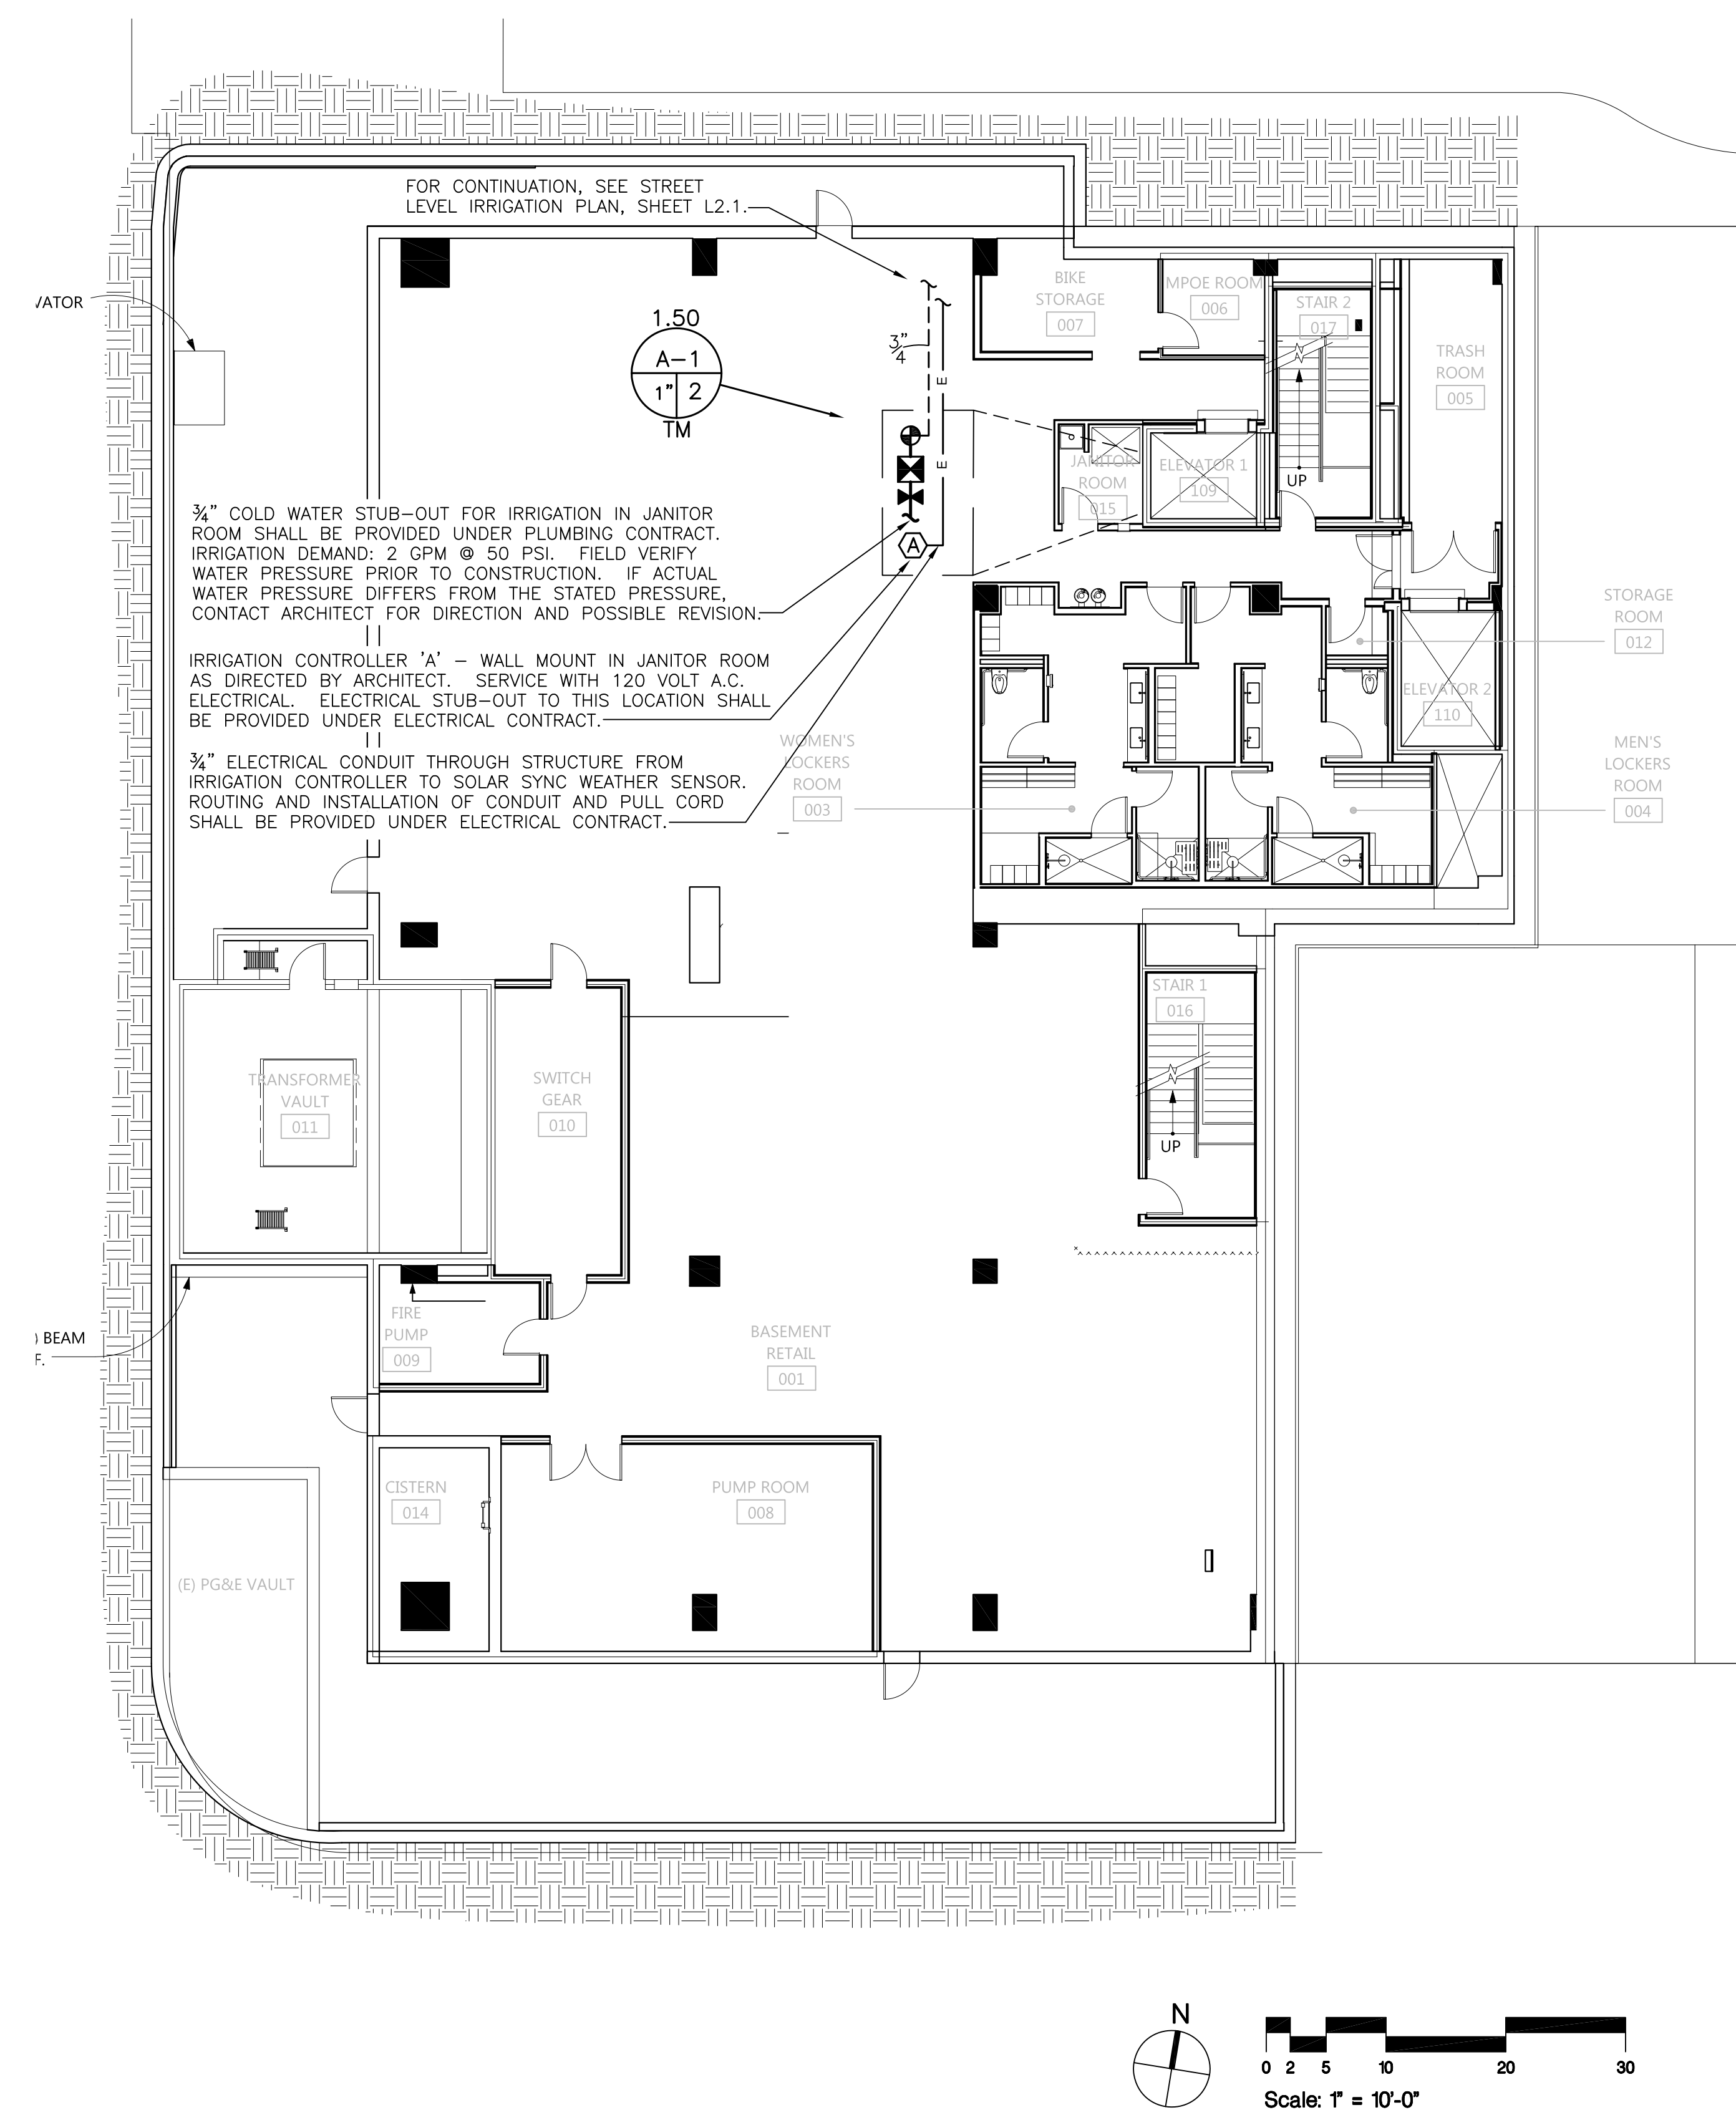 FOR CONTINUATION, SEE STREET
LEVEL IRRIGATION PLAN, SHEET L2.1.
VATOR
1.50
A-1
1" 2
TM
3/4"
E
E
A
BIKE
STORAGE
007
MPOE ROOM
006
STAIR 2
017
UP
TRASH
ROOM
005
JANITOR
ROOM
015
ELEVATOR 1
109
¾" COLD WATER STUB-OUT FOR IRRIGATION IN JANITOR
ROOM SHALL BE PROVIDED UNDER PLUMBING CONTRACT.
IRRIGATION DEMAND: 2 GPM @ 50 PSI. FIELD VERIFY
WATER PRESSURE PRIOR TO CONSTRUCTION. IF ACTUAL
WATER PRESSURE DIFFERS FROM THE STATED PRESSURE,
CONTACT ARCHITECT FOR DIRECTION AND POSSIBLE REVISION.
IRRIGATION CONTROLLER 'A' - WALL MOUNT IN JANITOR ROOM
AS DIRECTED BY ARCHITECT. SERVICE WITH 120 VOLT A.C.
ELECTRICAL. ELECTRICAL STUB-OUT TO THIS LOCATION SHALL
BE PROVIDED UNDER ELECTRICAL CONTRACT.
¾" ELECTRICAL CONDUIT THROUGH STRUCTURE FROM
IRRIGATION CONTROLLER TO SOLAR SYNC WEATHER SENSOR.
ROUTING AND INSTALLATION OF CONDUIT AND PULL CORD
SHALL BE PROVIDED UNDER ELECTRICAL CONTRACT.
STORAGE
ROOM
012
ELEVATOR 2
110
WOMEN'S
LOCKERS
ROOM
003
MEN'S
LOCKERS
ROOM
004
STAIR 1
016
UP
TRANSFORMER
VAULT
011
SWITCH
GEAR
010
FIRE
PUMP
009
) BEAM
F.
BASEMENT
RETAIL
001
CISTERN
014
PUMP ROOM
008
(E) PG&E VAULT
N
0 2 5 10 20 30
Scale: 1" = 10'-0"